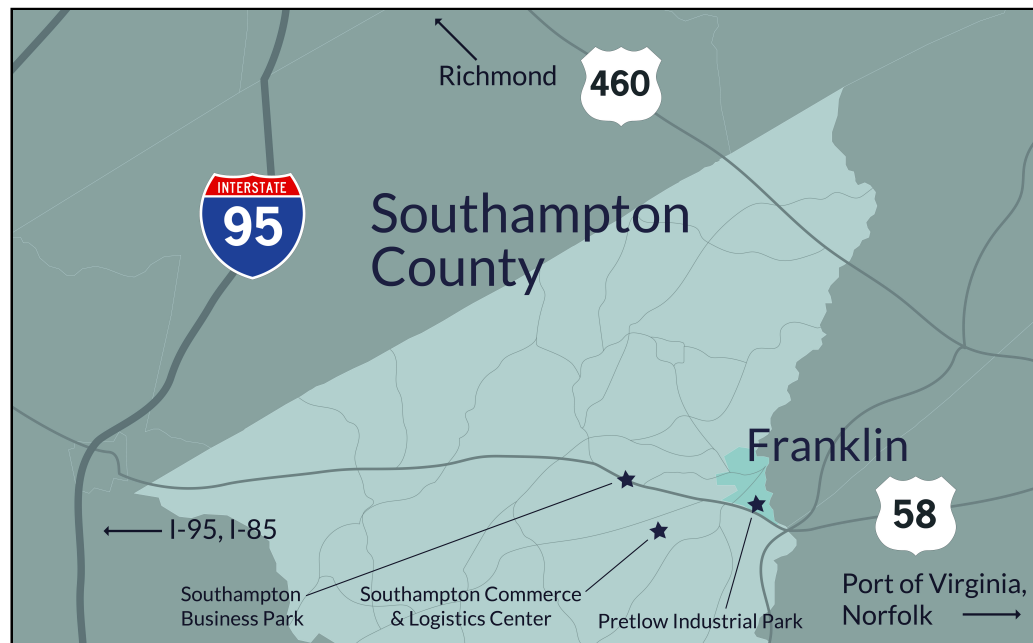 Richmond
460
INTERSTATE
95
Southampton
County
Franklin
58
I-95, I-85
Port of Virginia,
Norfolk
Southampton
Business Park
Southampton Commerce
& Logistics Center
Pretlow Industrial Park